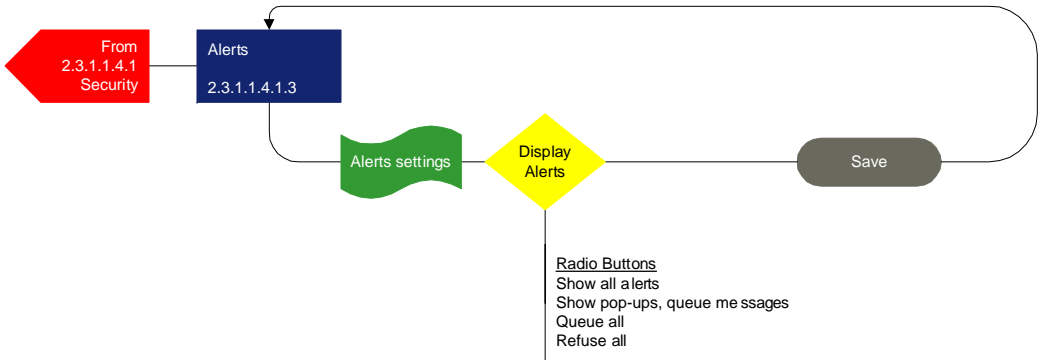 From
2.3.1.1.4.1
Security
Alerts
2.3.1.1.4.1.3
Alerts settings
Display
Alerts
Save
Radio Buttons
Show all alerts
Show pop-ups, queue messages
Queue all
Refuse all